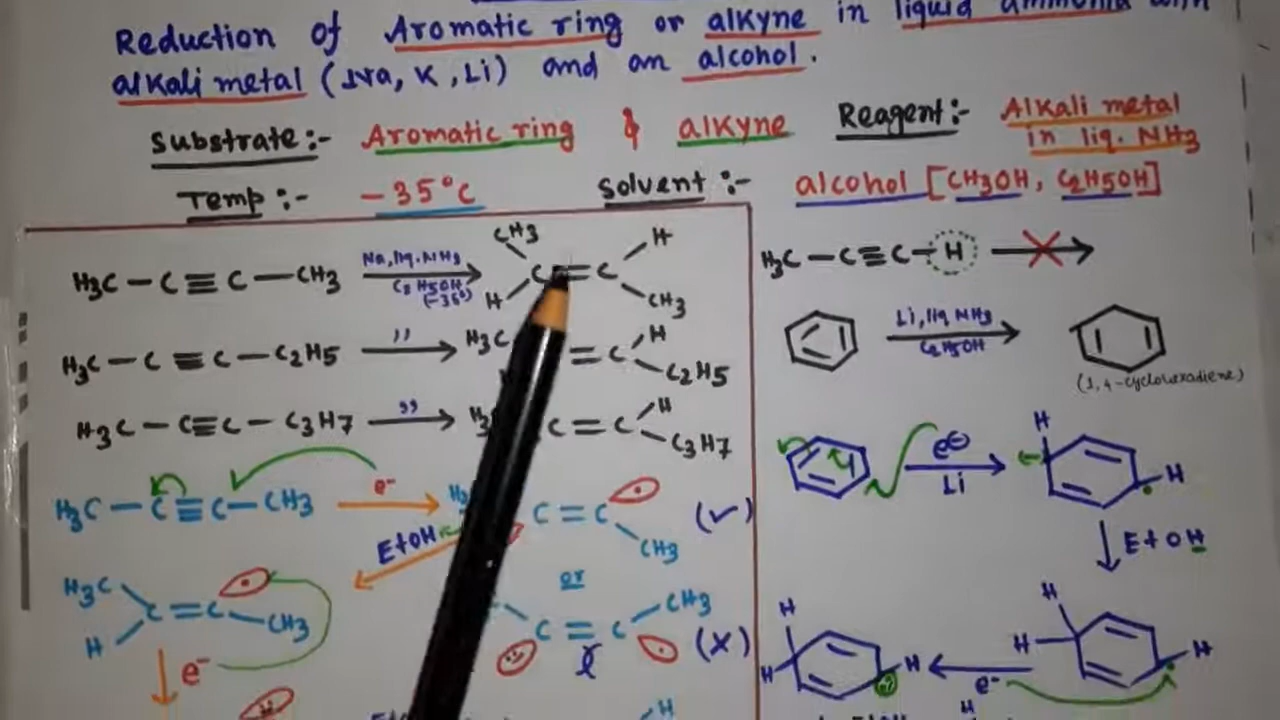 Reduction of Aromatic ring or alkyne in liquid ammonia with
alkali metal (Na, K, Li) and an alcohol.
Substrate:- Aromatic ring & alkyne Reagent:- Alkali metal
in liq. NH3
Temp:- -35°C Solvent:- alcohol [CH3OH, C2H5OH]
H3C - C ≡ C - CH3 Na, liq. NH3
C2H5OH
(-35°)
CH3 H
C = C
H CH3
H3C - C ≡ C - C2H5 ,, H3C = C H
C2H5
H3C - C ≡ C - C3H7 ,, C = C H
C3H7
H3C - C ≡ C - CH3 e- C = C
CH3 (✓)
EtOH
or
H3C
C = C
H CH3
e-
CH3
C = C (x)
H
H3C - C ≡ C - H
Li, liq NH3
C2H5OH
(1,4-cyclohexadiene)
e⊖
Li
H
H
EtOH
H
H H
e-
H
H H
H